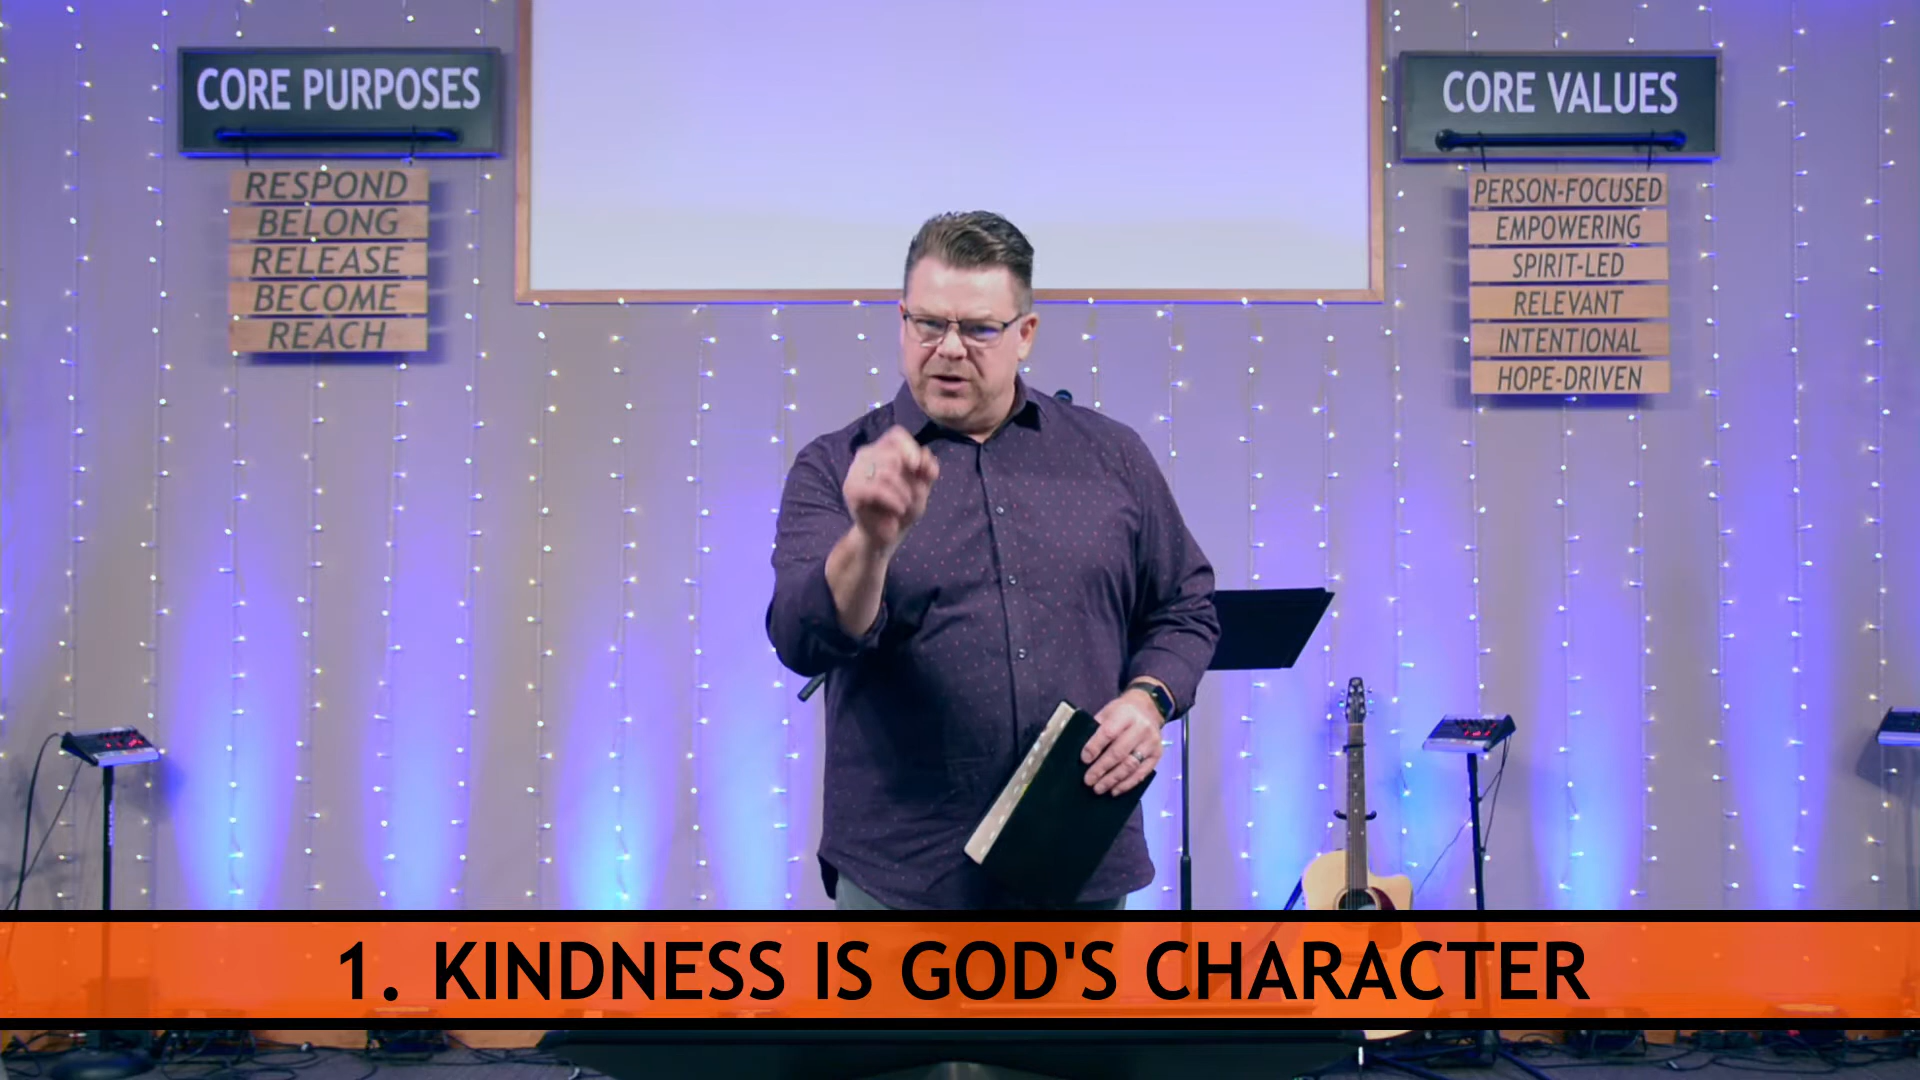 CORE PURPOSES
RESPOND
BELONG
RELEASE
BECOME
REACH
CORE VALUES
PERSON-FOCUSED
EMPOWERING
SPIRIT-LED
RELEVANT
INTENTIONAL
HOPE-DRIVEN
1. KINDNESS IS GOD'S CHARACTER